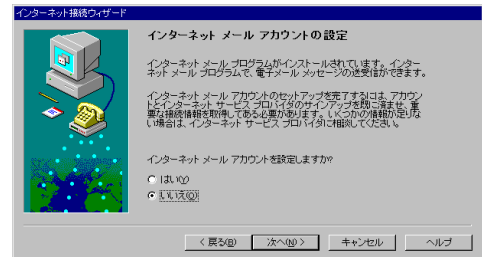 インターネット接続ウィザード
インターネット メール アカウントの設定
インターネット メール プログラムがインストールされています。インター
ネット メール プログラムで、電子メール メッセージの送受信ができます。
インターネット メール アカウントのセットアップを完了するには、アカウン
トとインターネット サービス プロバイダのサインアップを既に済ませ、重
要な接続情報を取得してある必要があります。いくつかの情報が足りな
い場合は、インターネット サービス プロバイダに相談してください。
インターネット メール アカウントを設定しますか?
はい(Y)
いいえ(O)
< 戻る(B)
次へ(N) >
キャンセル
ヘルプ